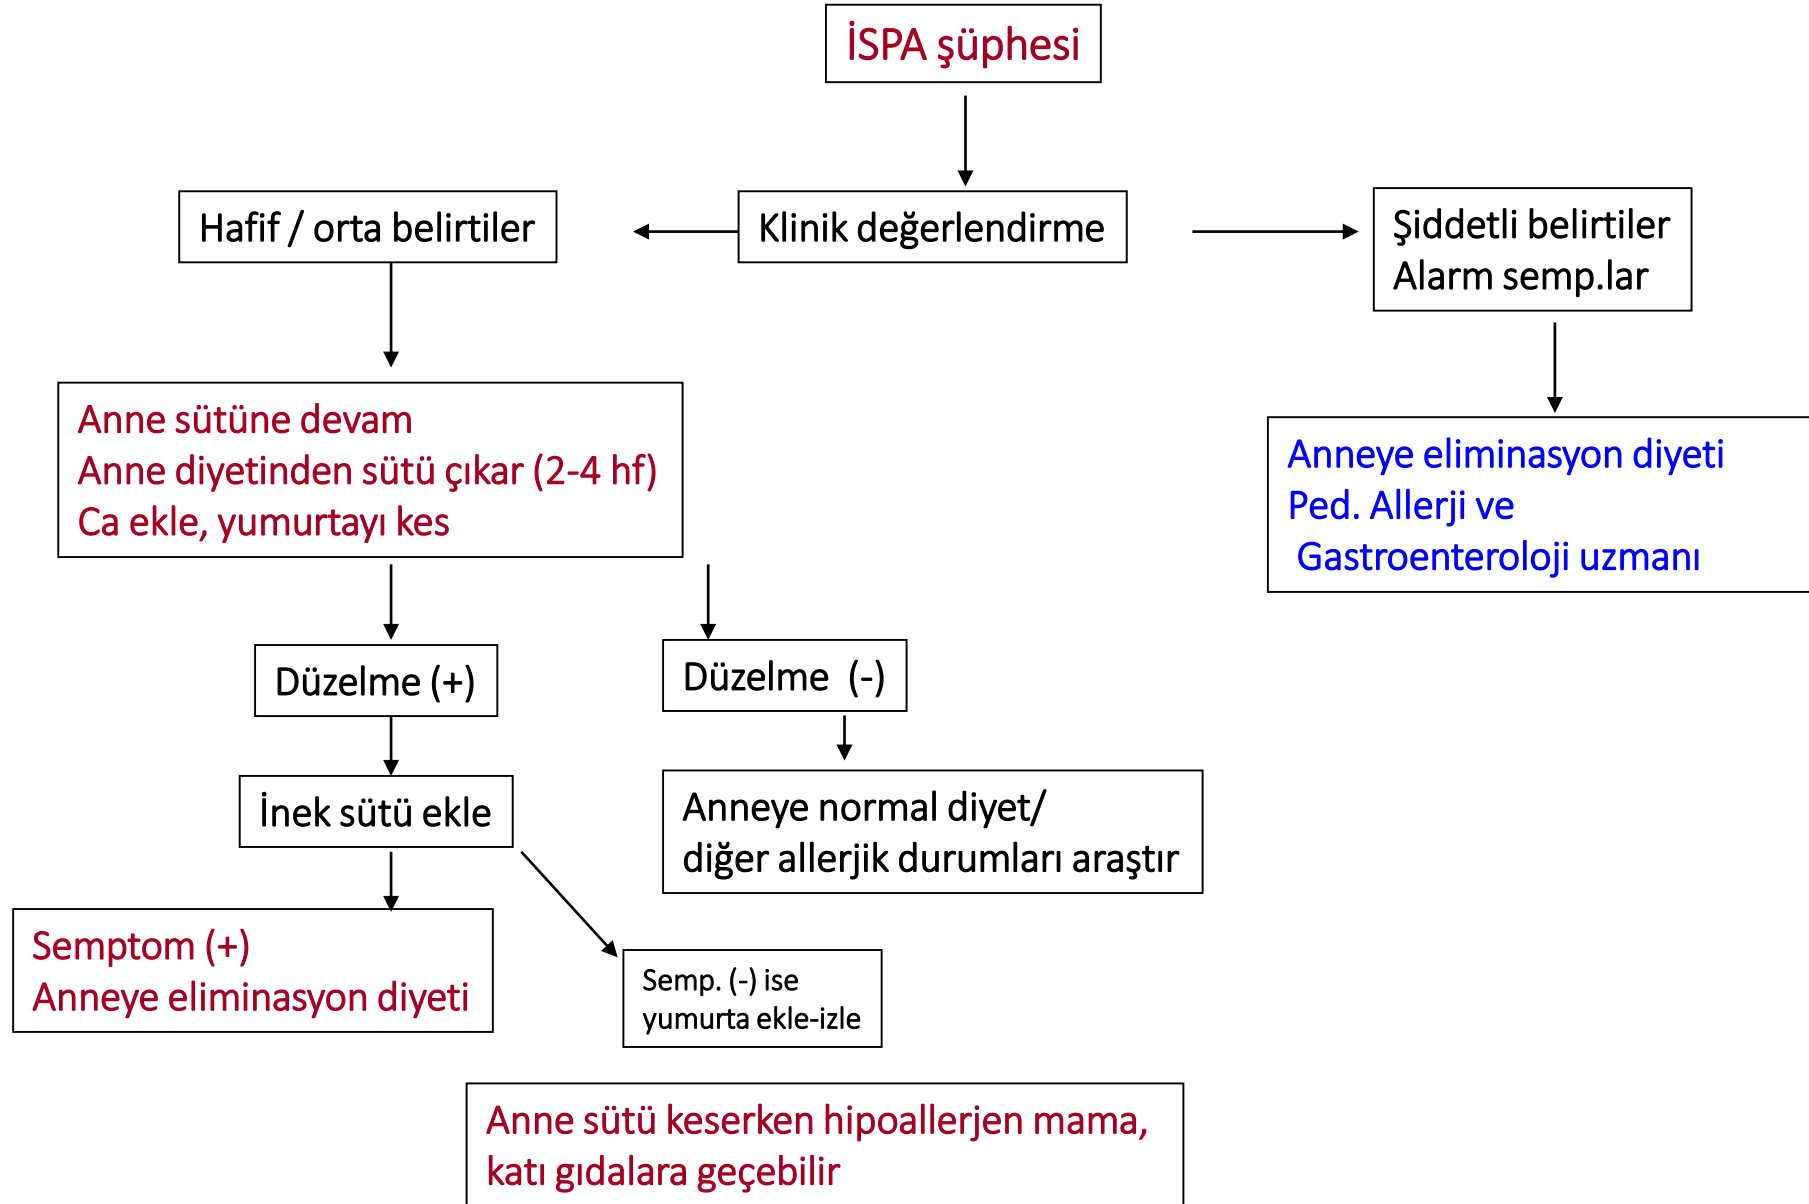 İSPA şüphesi
Hafif / orta belirtiler
Klinik değerlendirme
Şiddetli belirtiler
Alarm semp.lar
Anne sütüne devam
Anne diyetinden sütü çıkar (2-4 hf)
Ca ekle, yumurtayı kes
Anneye eliminasyon diyeti
Ped. Allerji ve
Gastroenteroloji uzmanı
Düzelme (+)
Düzelme (-)
İnek sütü ekle
Anneye normal diyet/
diğer allerjik durumları araştır
Semptom (+)
Anneye eliminasyon diyeti
Semp. (-) ise
yumurta ekle-izle
Anne sütü keserken hipoallerjen mama,
katı gıdalara geçebilir